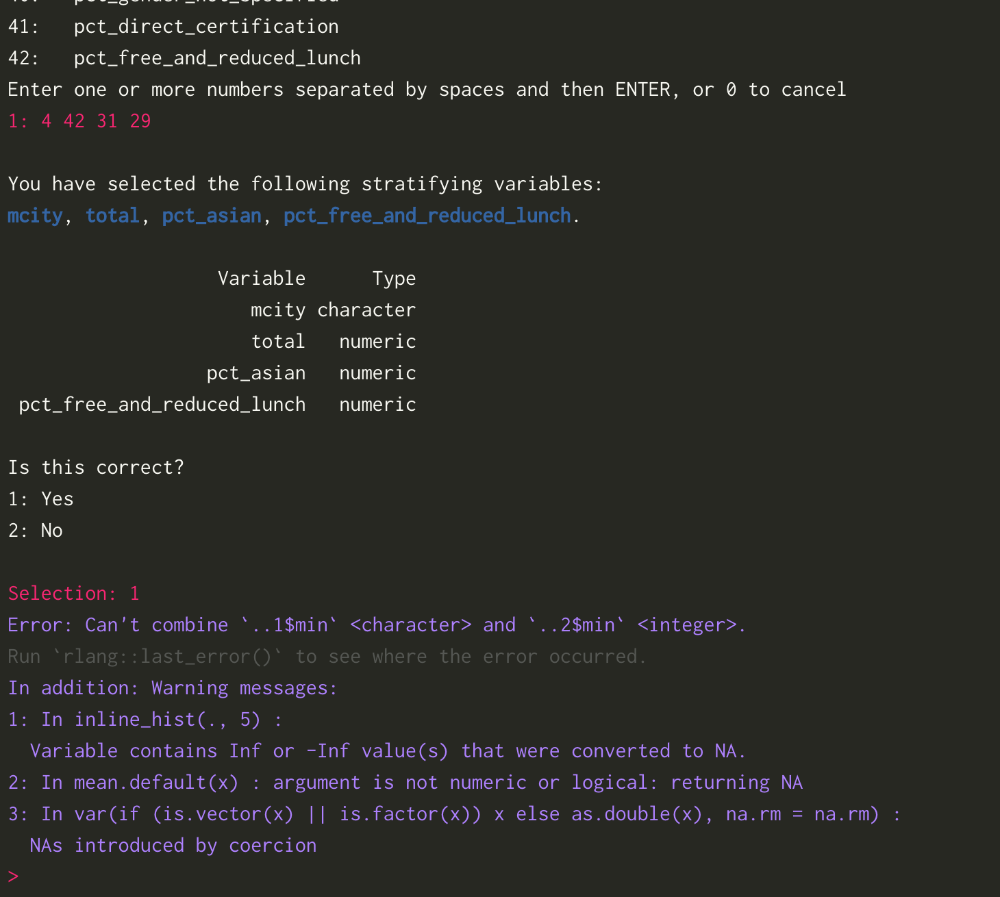 41:   pct_direct_certification
42:   pct_free_and_reduced_lunch
Enter one or more numbers separated by spaces and then ENTER, or 0 to cancel
1: 4 42 31 29
You have selected the following stratifying variables:
mcity, total, pct_asian, pct_free_and_reduced_lunch.
Variable      Type
mcity character
total   numeric
pct_asian   numeric
pct_free_and_reduced_lunch   numeric
Is this correct?
1: Yes
2: No
Selection: 1
Error: Can't combine `..1$min` <character> and `..2$min` <integer>.
Run `rlang::last_error()` to see where the error occurred.
In addition: Warning messages:
1: In inline_hist(., 5) :
Variable contains Inf or -Inf value(s) that were converted to NA.
2: In mean.default(x) : argument is not numeric or logical: returning NA
3: In var(if (is.vector(x) || is.factor(x)) x else as.double(x), na.rm = na.rm) :
NAs introduced by coercion
>